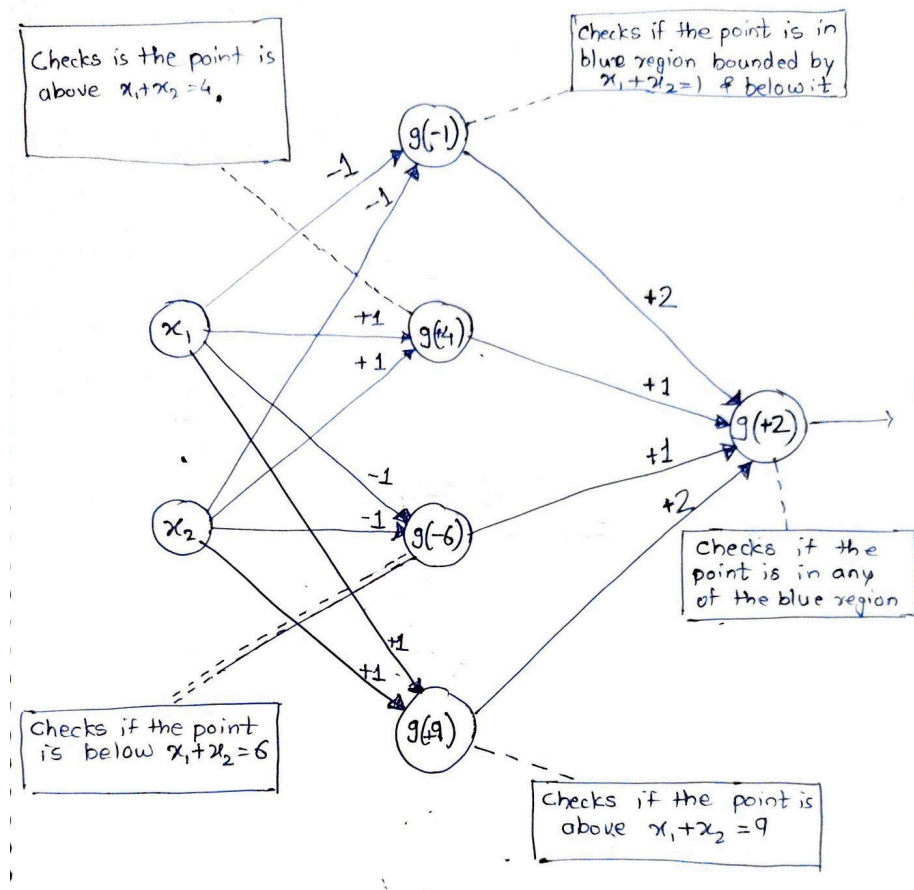 Checks is the point is
above x₁+x₂=4.
Checks if the point is in
blue region bounded by
x₁+x₂=1 & below it
g(-1)
-1
-1
+2
x₁
+1
g(+4)
+1
+1
g(+2)
+1
-1
x₂
-1
g(-6)
+2
Checks if the
point is in any
of the blue region
+1
+1
Checks if the point
is below x₁+x₂=6
g(+9)
Checks if the point is
above x₁+x₂=9